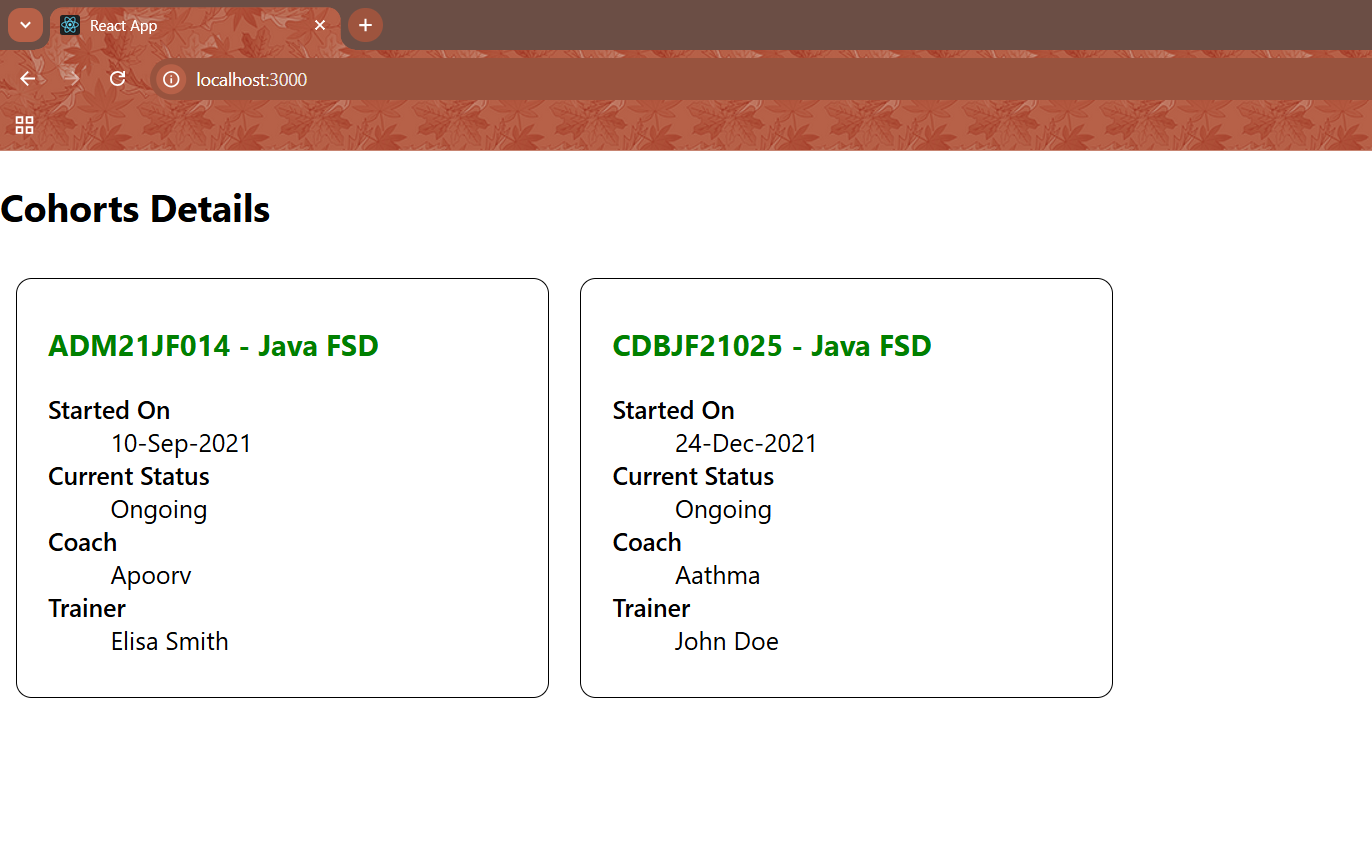 React App
localhost:3000
Cohorts Details
ADM21JF014 - Java FSD
Started On
10-Sep-2021
Current Status
Ongoing
Coach
Apoorv
Trainer
Elisa Smith
CDBJF21025 - Java FSD
Started On
24-Dec-2021
Current Status
Ongoing
Coach
Aathma
Trainer
John Doe